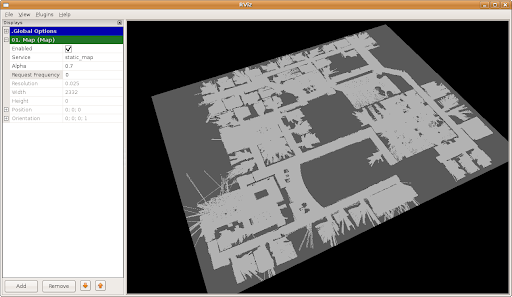 RViz
File View Plugins Help
Displays
.Global Options
01. Map (Map)
Enabled
Service static_map
Alpha 0.7
Request Frequency 0
Resolution 0.025
Width 2332
Height 0
Position 0; 0; 0
Orientation 0; 0; 0; 1
Add Remove